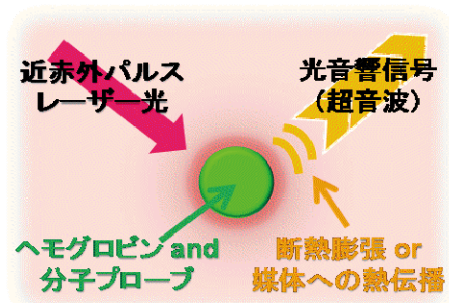 近赤外パルス
レーザー光
光音響信号
(超音波)
ヘモグロビン and
分子プローブ
断熱膨張 or
媒体への熱伝播